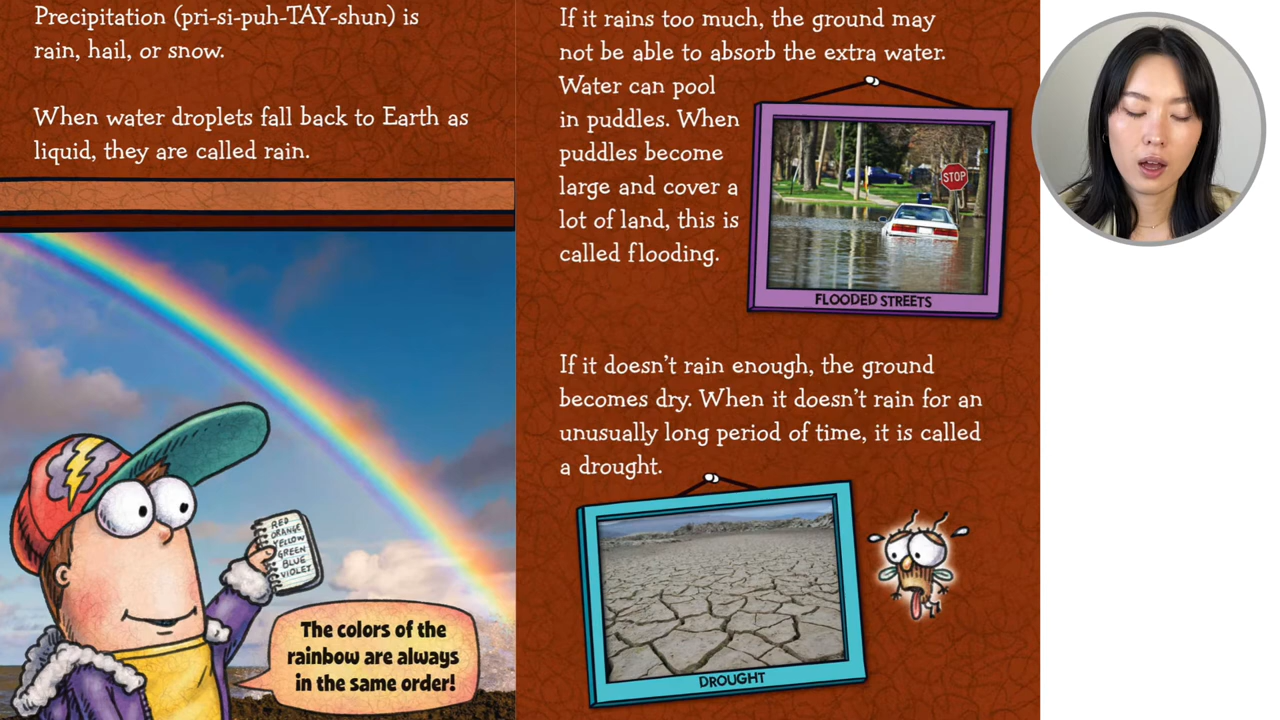 Precipitation (pri-si-puh-TAY-shun) is
rain, hail, or snow.
When water droplets fall back to Earth as
liquid, they are called rain.
RED
ORANGE
YELLOW
GREEN
BLUE
VIOLET
The colors of the
rainbow are always
in the same order!
If it rains too much, the ground may
not be able to absorb the extra water.
Water can pool
in puddles. When
puddles become
large and cover a
lot of land, this is
called flooding.
STOP
FLOODED STREETS
If it doesn't rain enough, the ground
becomes dry. When it doesn't rain for an
unusually long period of time, it is called
a drought.
DROUGHT